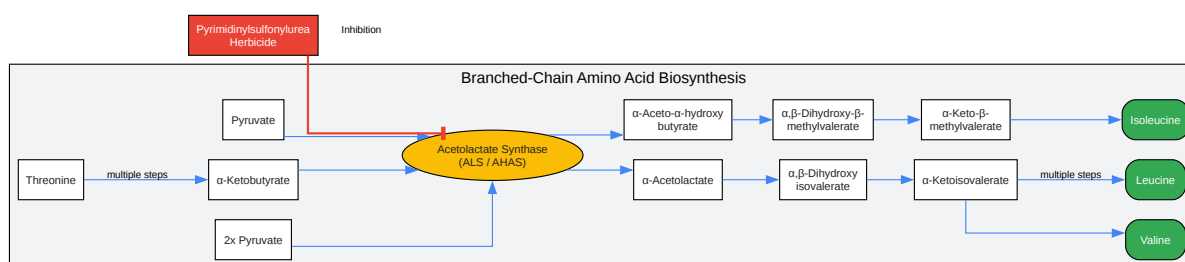 Pyrimidinylsulfonylurea
Herbicide
Inhibition
Branched-Chain Amino Acid Biosynthesis
Pyruvate
α-Aceto-α-hydroxy
butyrate
α,β-Dihydroxy-β-
methylvalerate
α-Keto-β-
methylvalerate
Isoleucine
Acetolactate Synthase
(ALS / AHAS)
Threonine
multiple steps
α-Ketobutyrate
α-Acetolactate
α,β-Dihydroxy
isovalerate
α-Ketoisovalerate
multiple steps
Leucine
2x Pyruvate
Valine